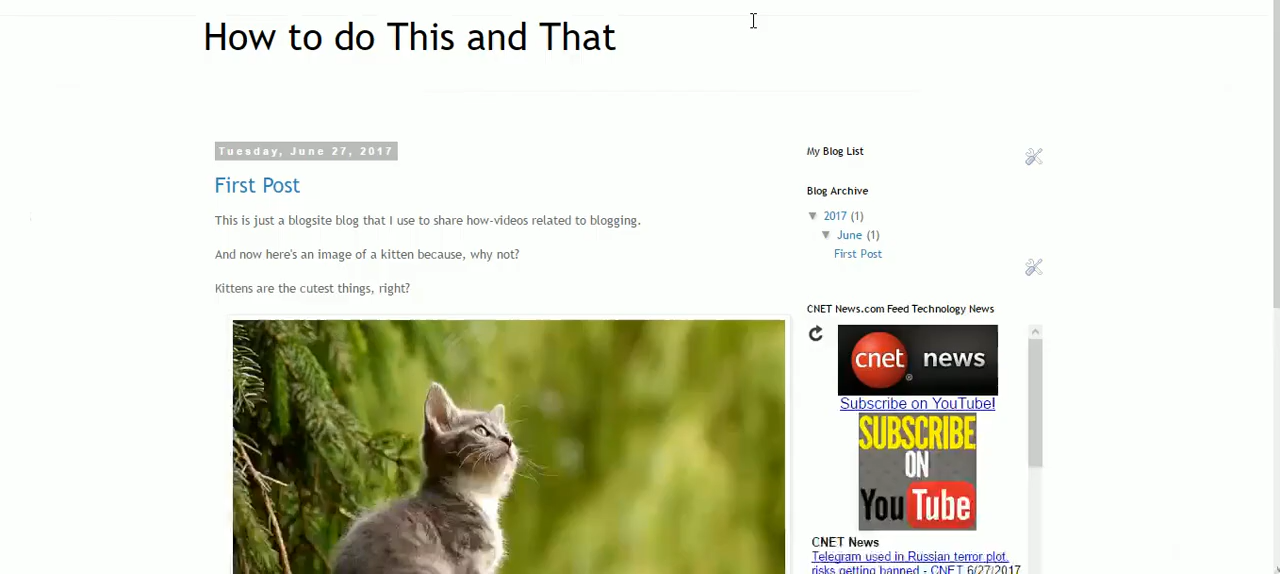 How to do This and That
Tuesday, June 27, 2017
First Post
This is just a blogsite blog that I use to share how-videos related to blogging.
And now here's an image of a kitten because, why not?
Kittens are the cutest things, right?
My Blog List
Blog Archive
▼ 2017 (1)
▼ June (1)
First Post
CNET News.com Feed Technology News
cnet news
Subscribe on YouTube!
SUBSCRIBE
ON
YouTube
CNET News
Telegram used in Russian terror plot,
risks getting banned - CNET 6/27/2017